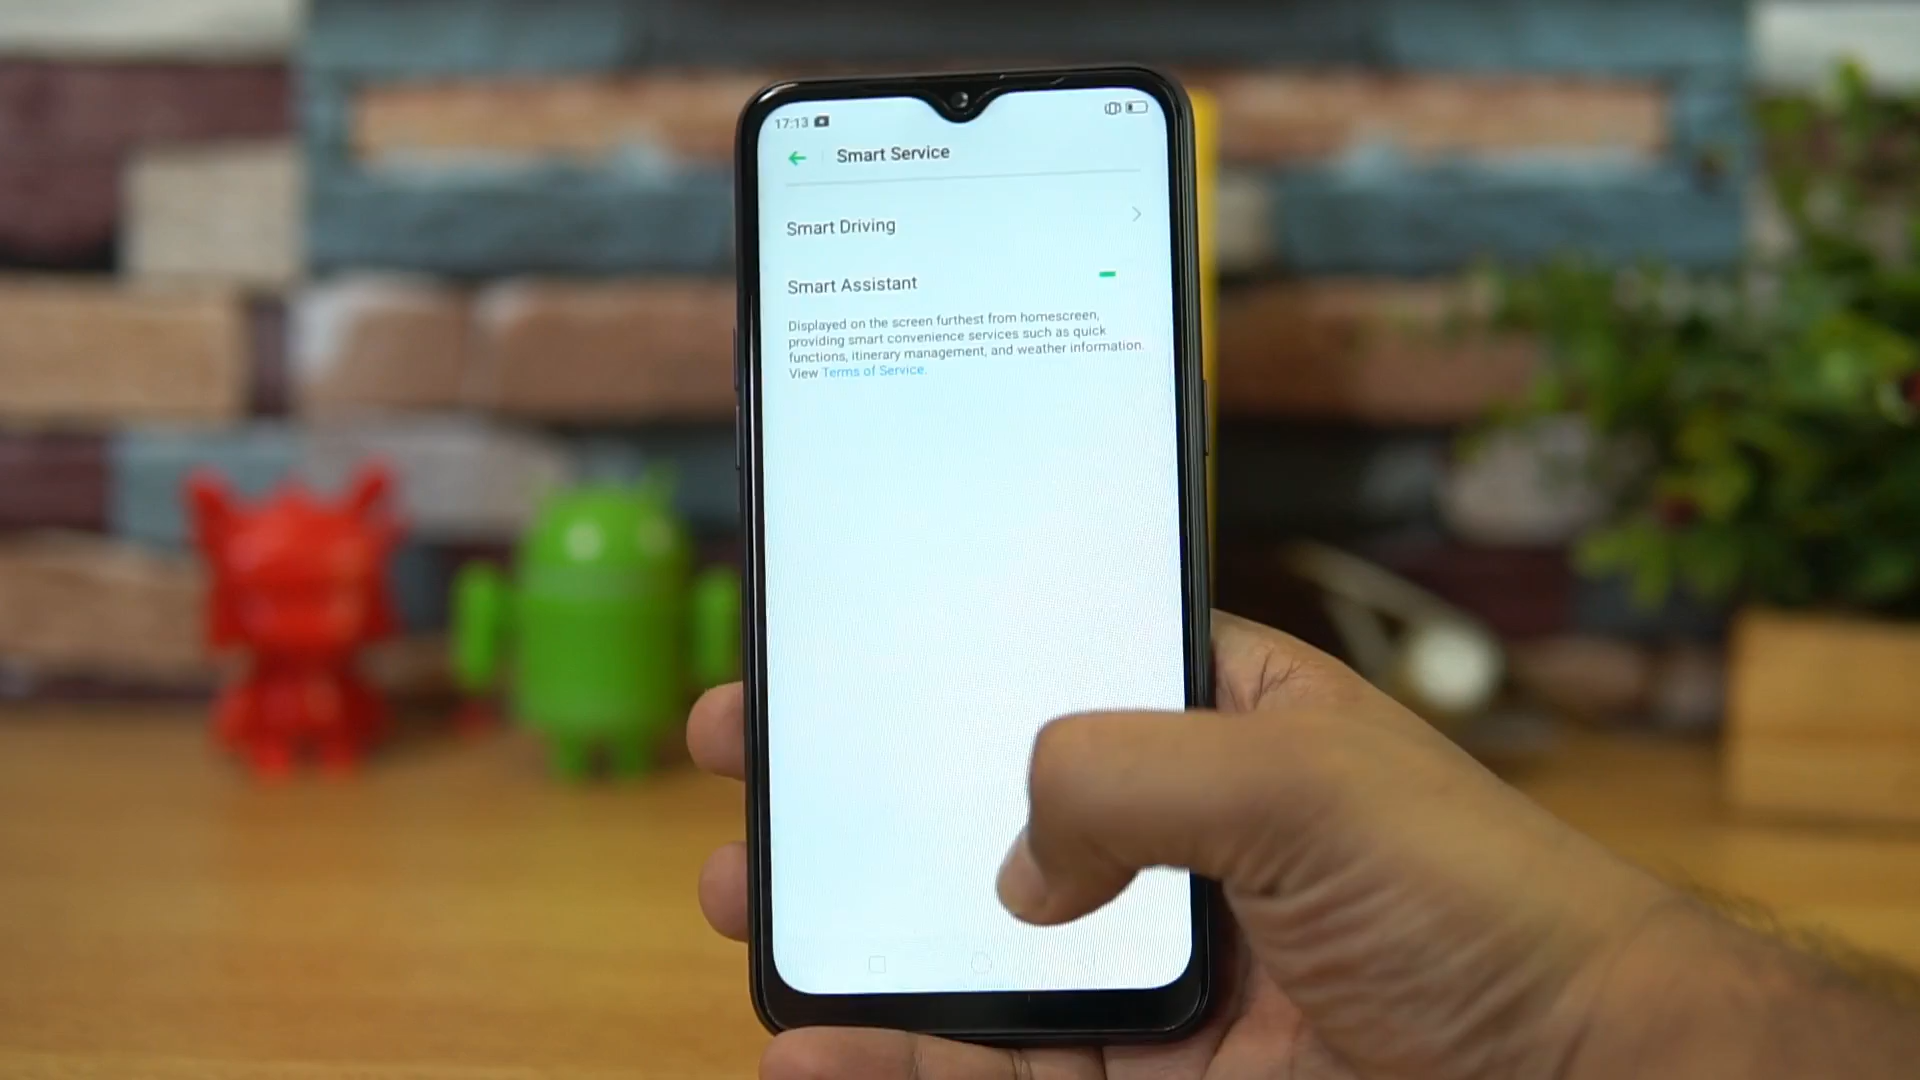 17:13
Smart Service
Smart Driving
Smart Assistant
Displayed on the screen furthest from homescreen,
providing smart convenience services such as quick
functions, itinerary management, and weather information.
View Terms of Service.